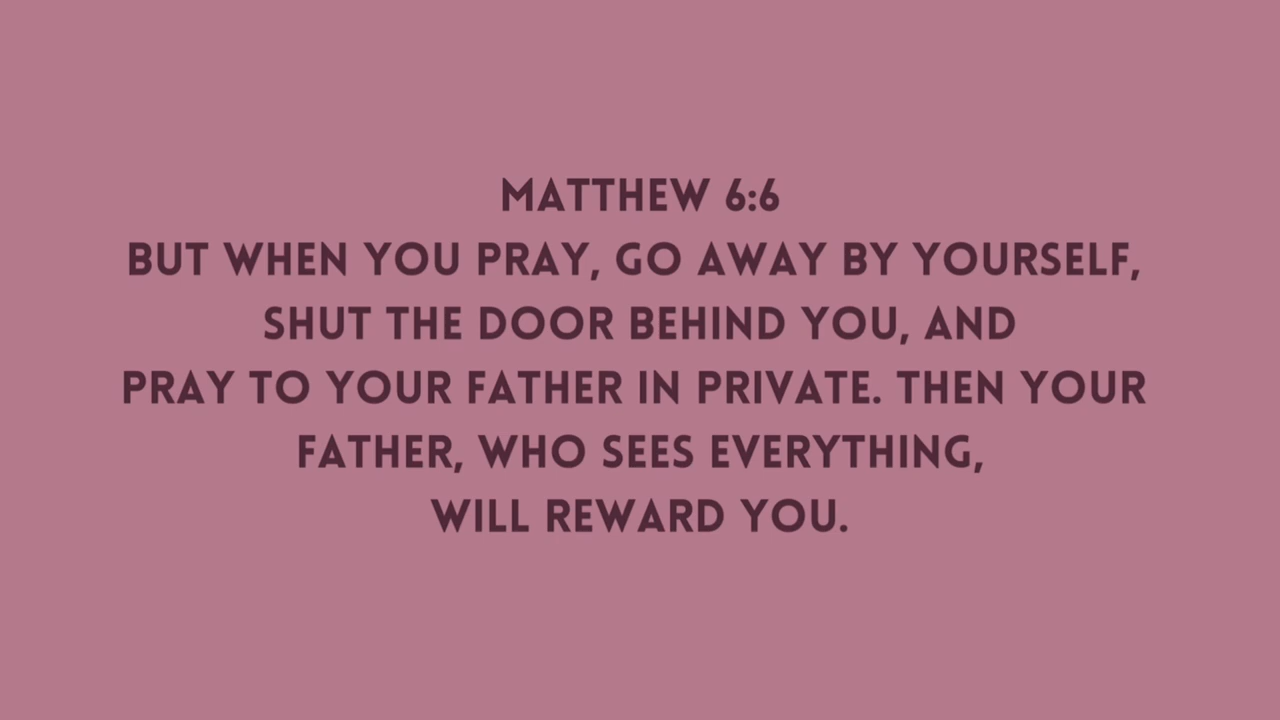 MATTHEW 6:6
BUT WHEN YOU PRAY, GO AWAY BY YOURSELF,
SHUT THE DOOR BEHIND YOU, AND
PRAY TO YOUR FATHER IN PRIVATE. THEN YOUR
FATHER, WHO SEES EVERYTHING,
WILL REWARD YOU.